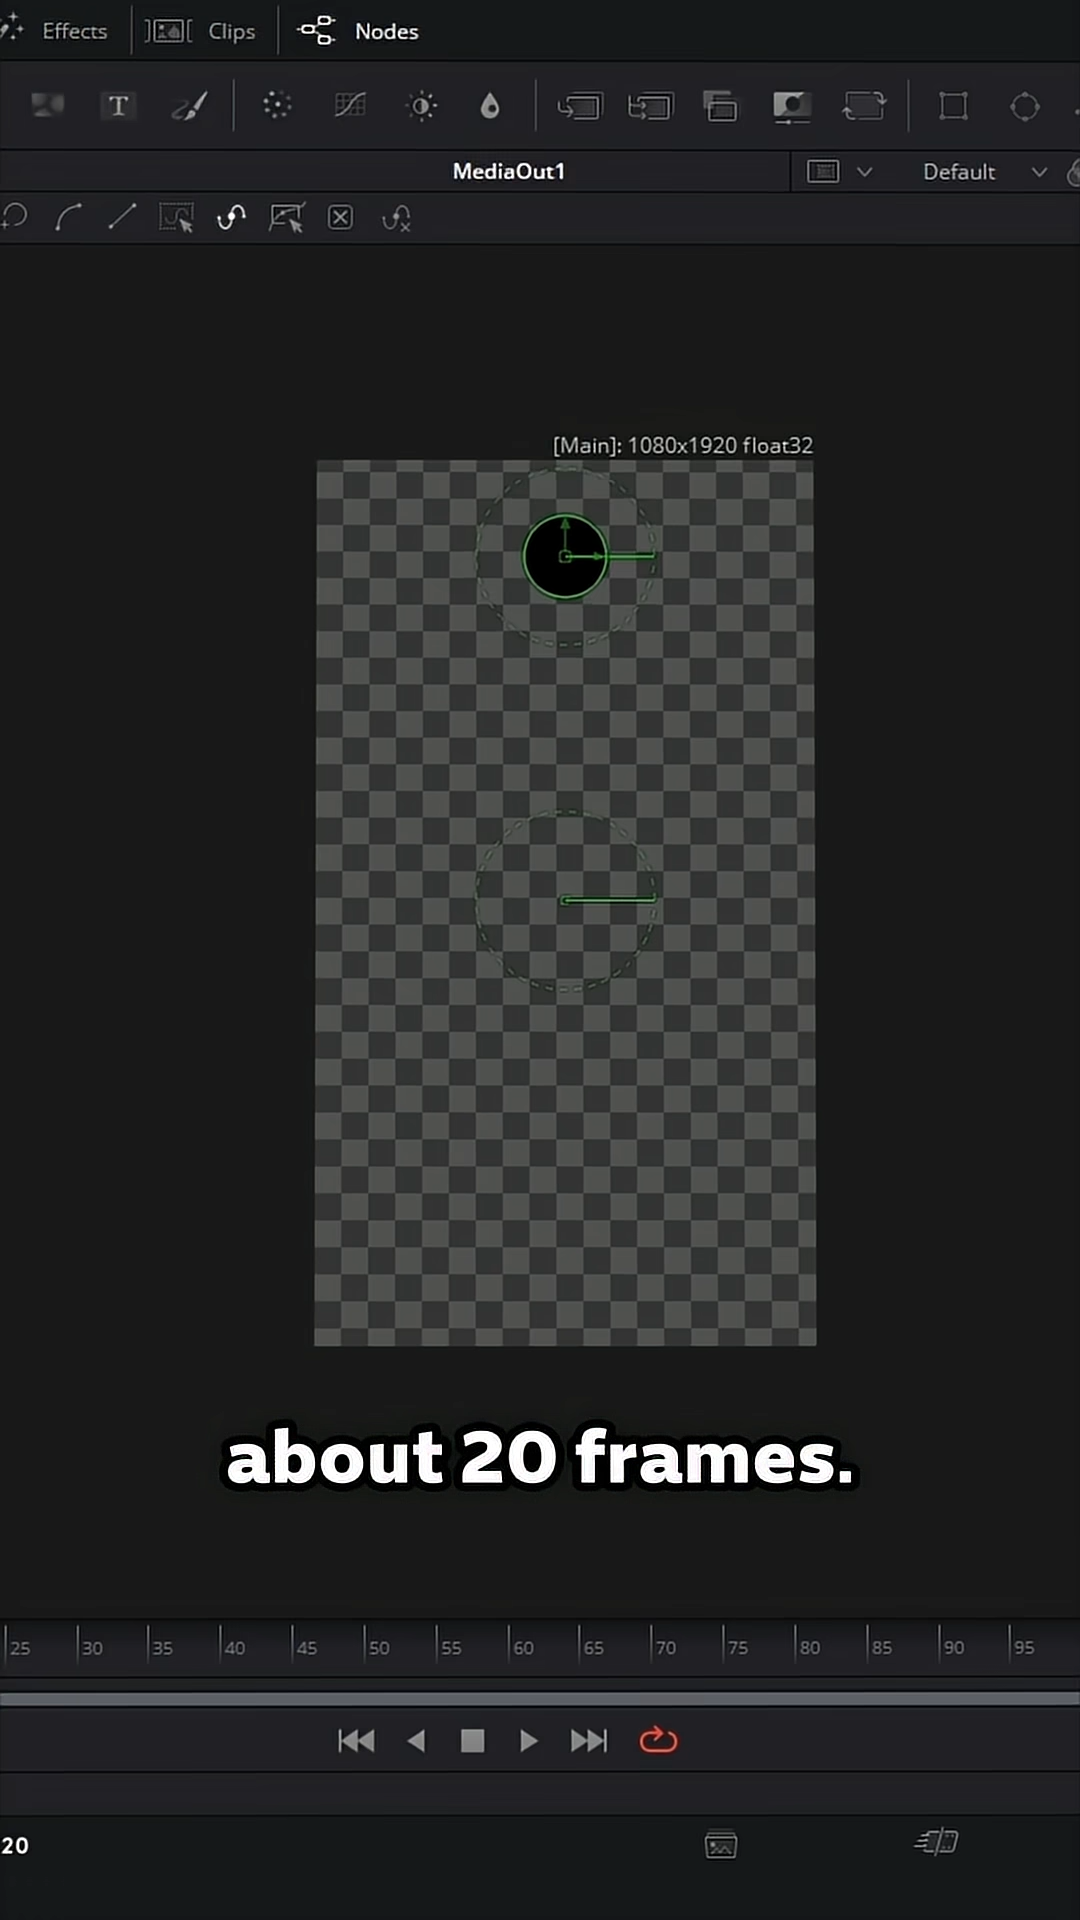 Effects Clips Nodes
T
MediaOut1 Default
[Main]: 1080x1920 float32
about 20 frames.
25 30 35 40 45 50 55 60 65 70 75 80 85 90 95
20